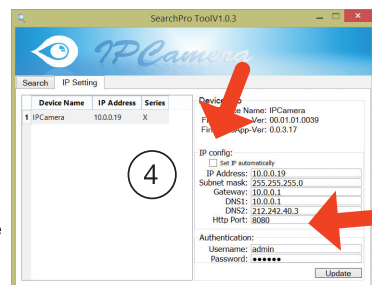 SearchPro ToolV1.0.3
IPCamera
Search IP Setting
Device Name IP Address Series
1 IPCamera 10.0.0.19 X
4
Name: IPCamera
Ver: 00.01.01.0039
App-Ver: 0.0.3.17
IP config:
Set IP automatically
IP Address: 10.0.0.19
Subnet mask: 255.255.255.0
Gateway: 10.0.0.1
DNS1: 10.0.0.1
DNS2: 212.242.40.3
Http Port: 8080
Authentication:
Username: admin
Password: ●●●●●●
Update